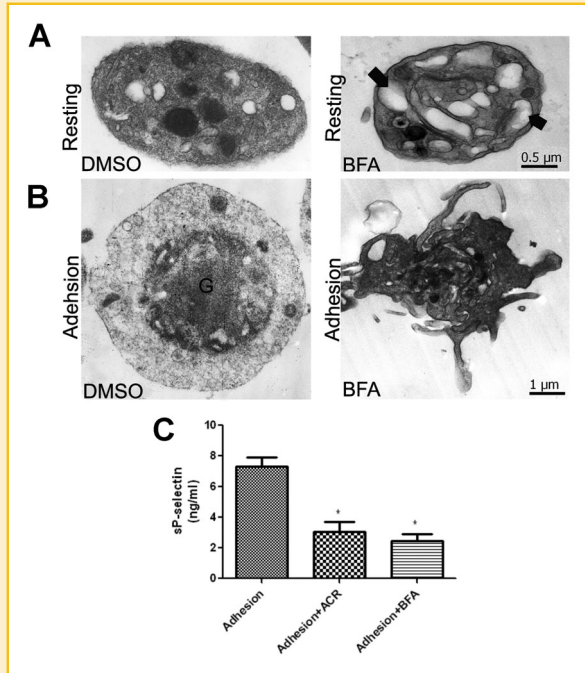 A
Resting
DMSO
Resting
BFA
0.5 µm
B
Adehsion
G
DMSO
Adhesion
BFA
1 µm
C
sP-selectin
(ng/ml)
10
8
6
4
2
0
+
+
Adhesion
Adhesion+ACR
Adhesion+BFA